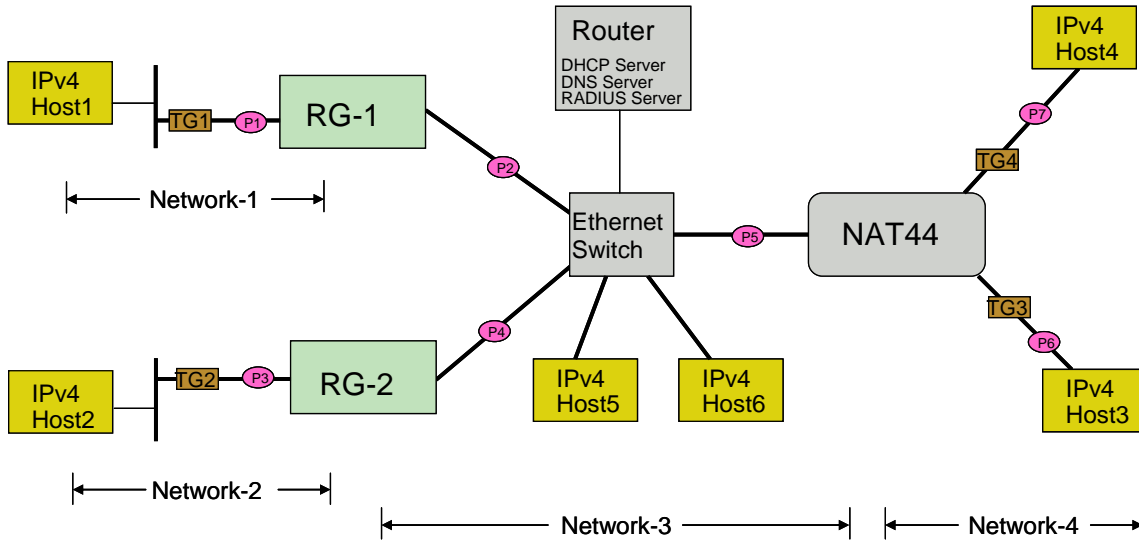 Router
DHCP Server
DNS Server
RADIUS Server
IPv4
Host1
TG1
P1
RG-1
P2
Network-1
IPv4
Host4
P7
TG4
Ethernet
Switch
P5
NAT44
TG3
P6
IPv4
Host3
P4
IPv4
Host2
TG2
P3
RG-2
IPv4
Host5
IPv4
Host6
Network-2
Network-3
Network-4